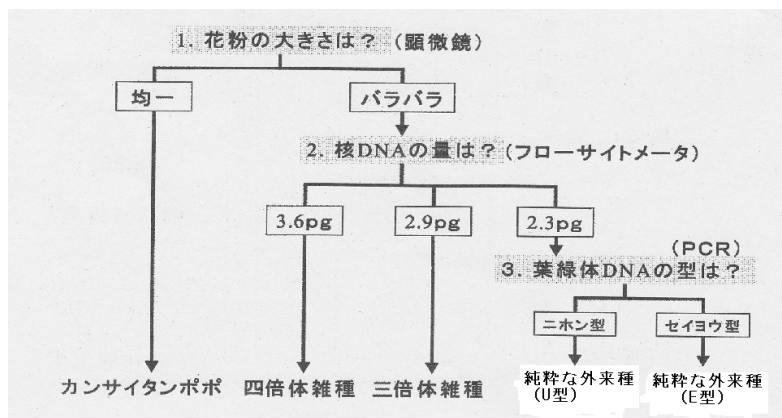 1. 花粉の大きさは？（顕微鏡）
均一
バラバラ
2. 核DNAの量は？(フローサイトメータ)
3.6pg
2.9pg
2.3pg
(PCR)
３. 葉緑体DNAの型は？
ニホン型
セイヨウ型
カンサイタンポポ
四倍体雑種
三倍体雑種
純粋な外来種
(U型)
純粋な外来種
(E型)